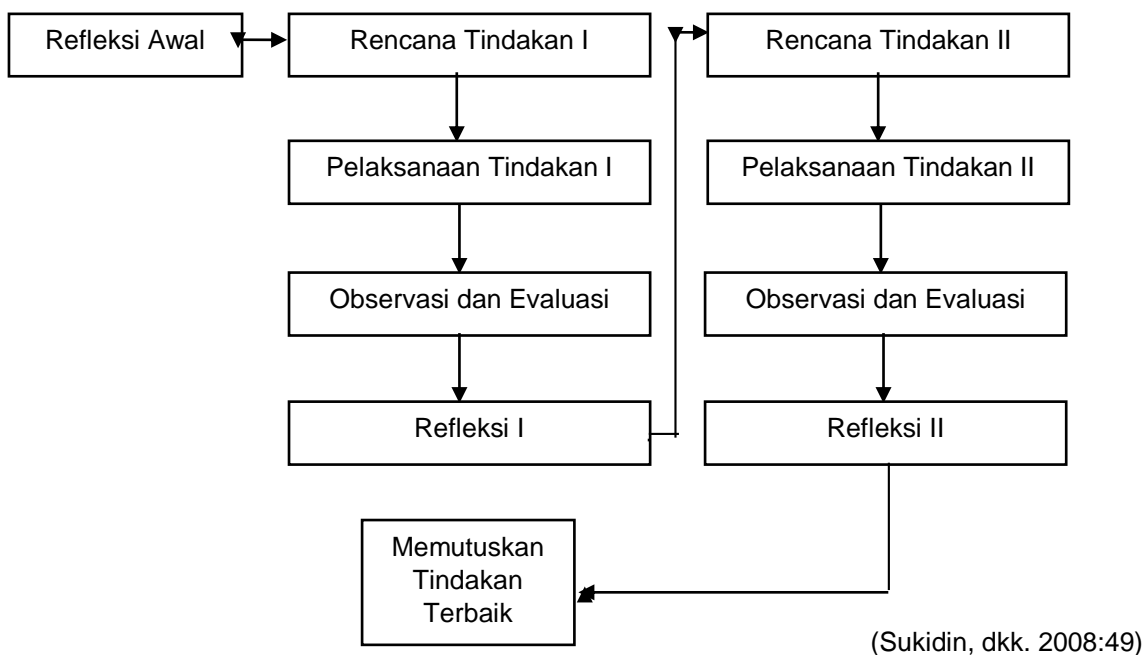 Refleksi Awal
Rencana Tindakan I
Pelaksanaan Tindakan I
Observasi dan Evaluasi
Refleksi I
Rencana Tindakan II
Pelaksanaan Tindakan II
Observasi dan Evaluasi
Refleksi II
Memutuskan
Tindakan
Terbaik
(Sukidin, dkk. 2008:49)